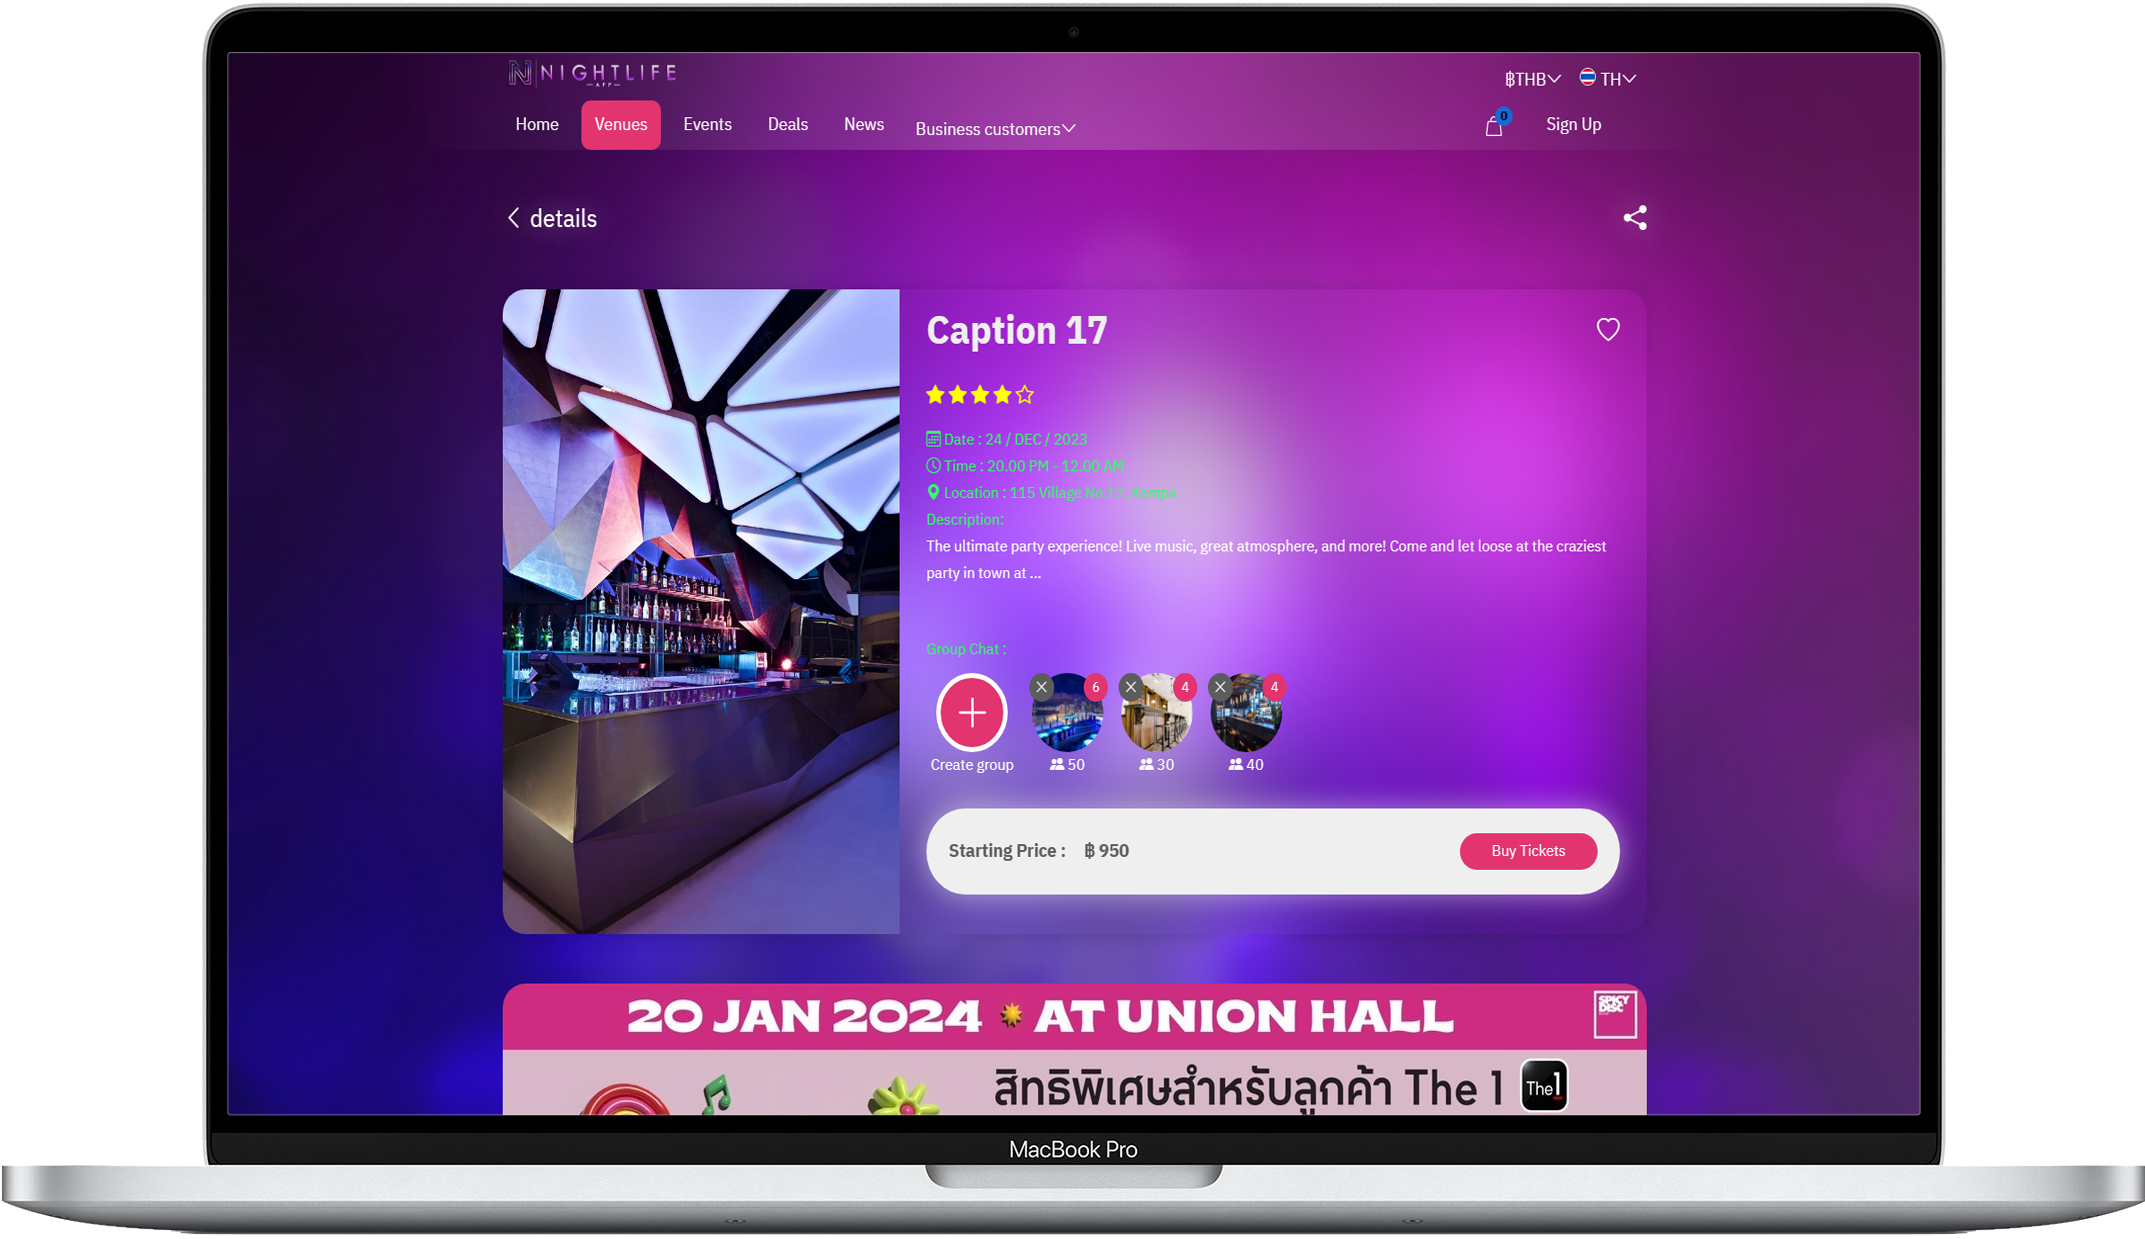 NIGHTLIFE
APP
฿THB
TH
Home
Venues
Events
Deals
News
Business customers
0
Sign Up
details
Caption 17
Date : 24 / DEC / 2023
Time : 20.00 PM - 12.00 AM
Location : 115 Village No.17, Kampa
Description:
The ultimate party experience! Live music, great atmosphere, and more! Come and let loose at the craziest
party in town at ...
Group Chat :
6
4
4
Create group
50
30
40
Starting Price : ฿ 950
Buy Tickets
20 JAN 2024 AT UNION HALL
SPICY
DISC
สิทธิพิเศษสำหรับลูกค้า The 1
The1
MacBook Pro